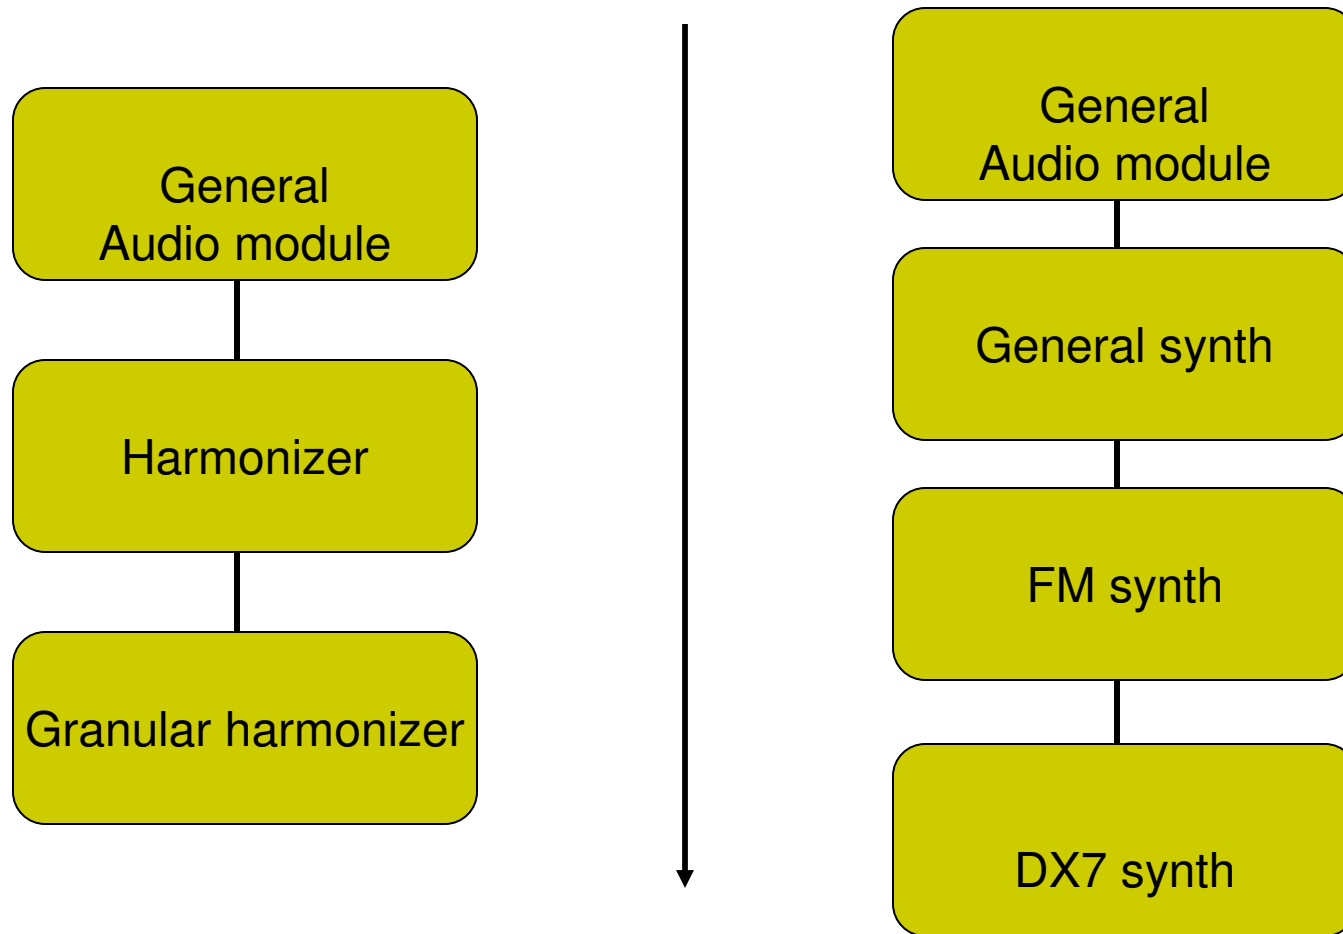 General
Audio module
Harmonizer
Granular harmonizer
General
Audio module
General synth
FM synth
DX7 synth